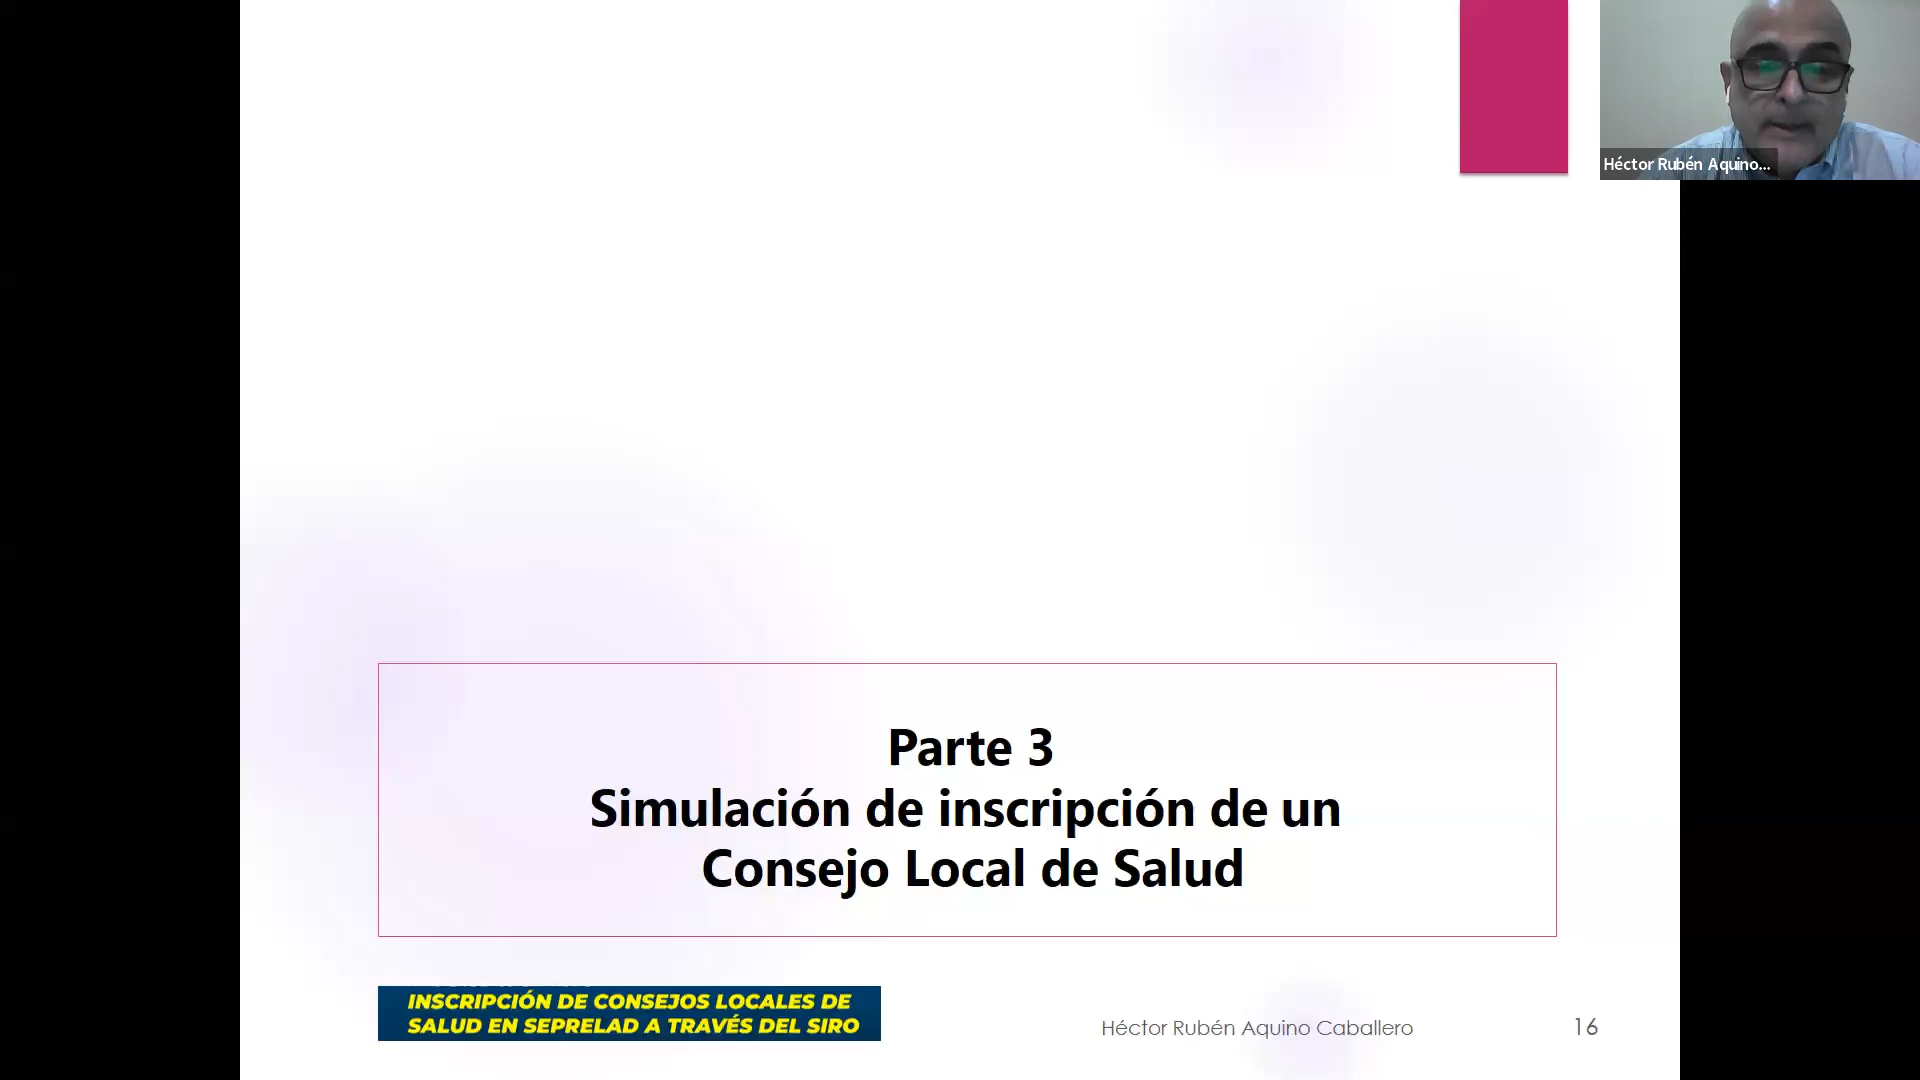 Héctor Rubén Aquino...
Parte 3
Simulación de inscripción de un
Consejo Local de Salud
INSCRIPCIÓN DE CONSEJOS LOCALES DE
SALUD EN SEPRELAD A TRAVÉS DEL SIRO
Héctor Rubén Aquino Caballero
16